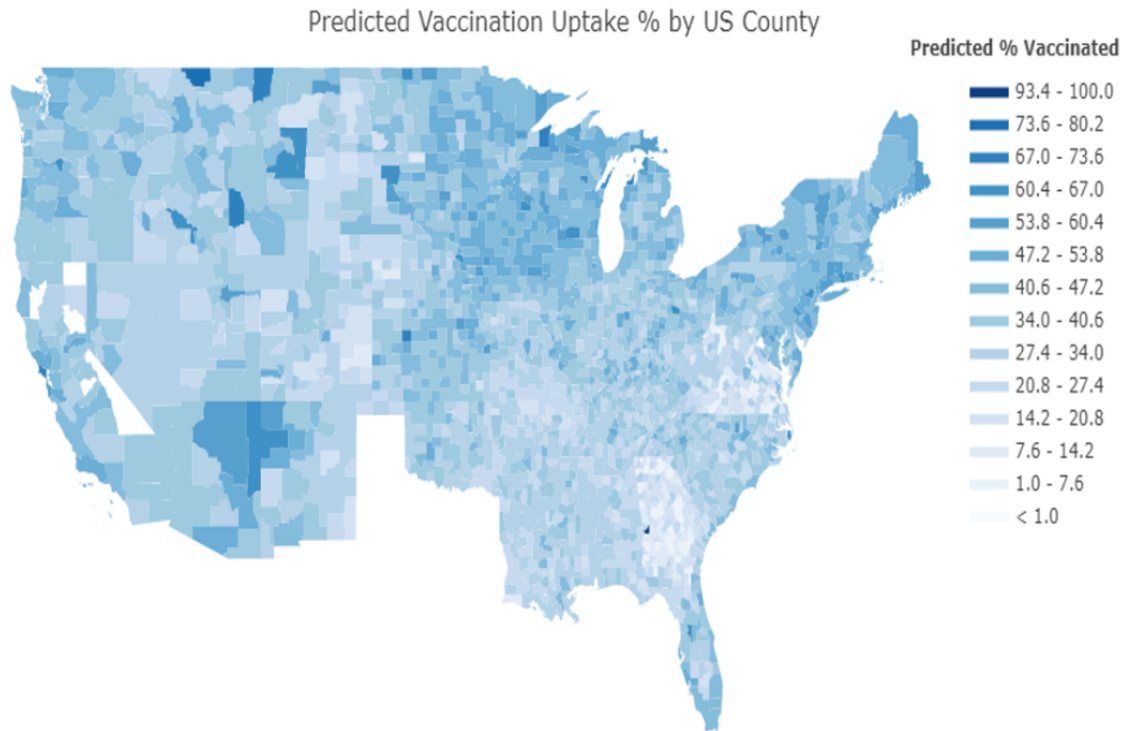 Predicted Vaccination Uptake % by US County
Predicted % Vaccinated
93.4 - 100.0
73.6 - 80.2
67.0 - 73.6
60.4 - 67.0
53.8 - 60.4
47.2 - 53.8
40.6 - 47.2
34.0 - 40.6
27.4 - 34.0
20.8 - 27.4
14.2 - 20.8
7.6 - 14.2
1.0 - 7.6
< 1.0